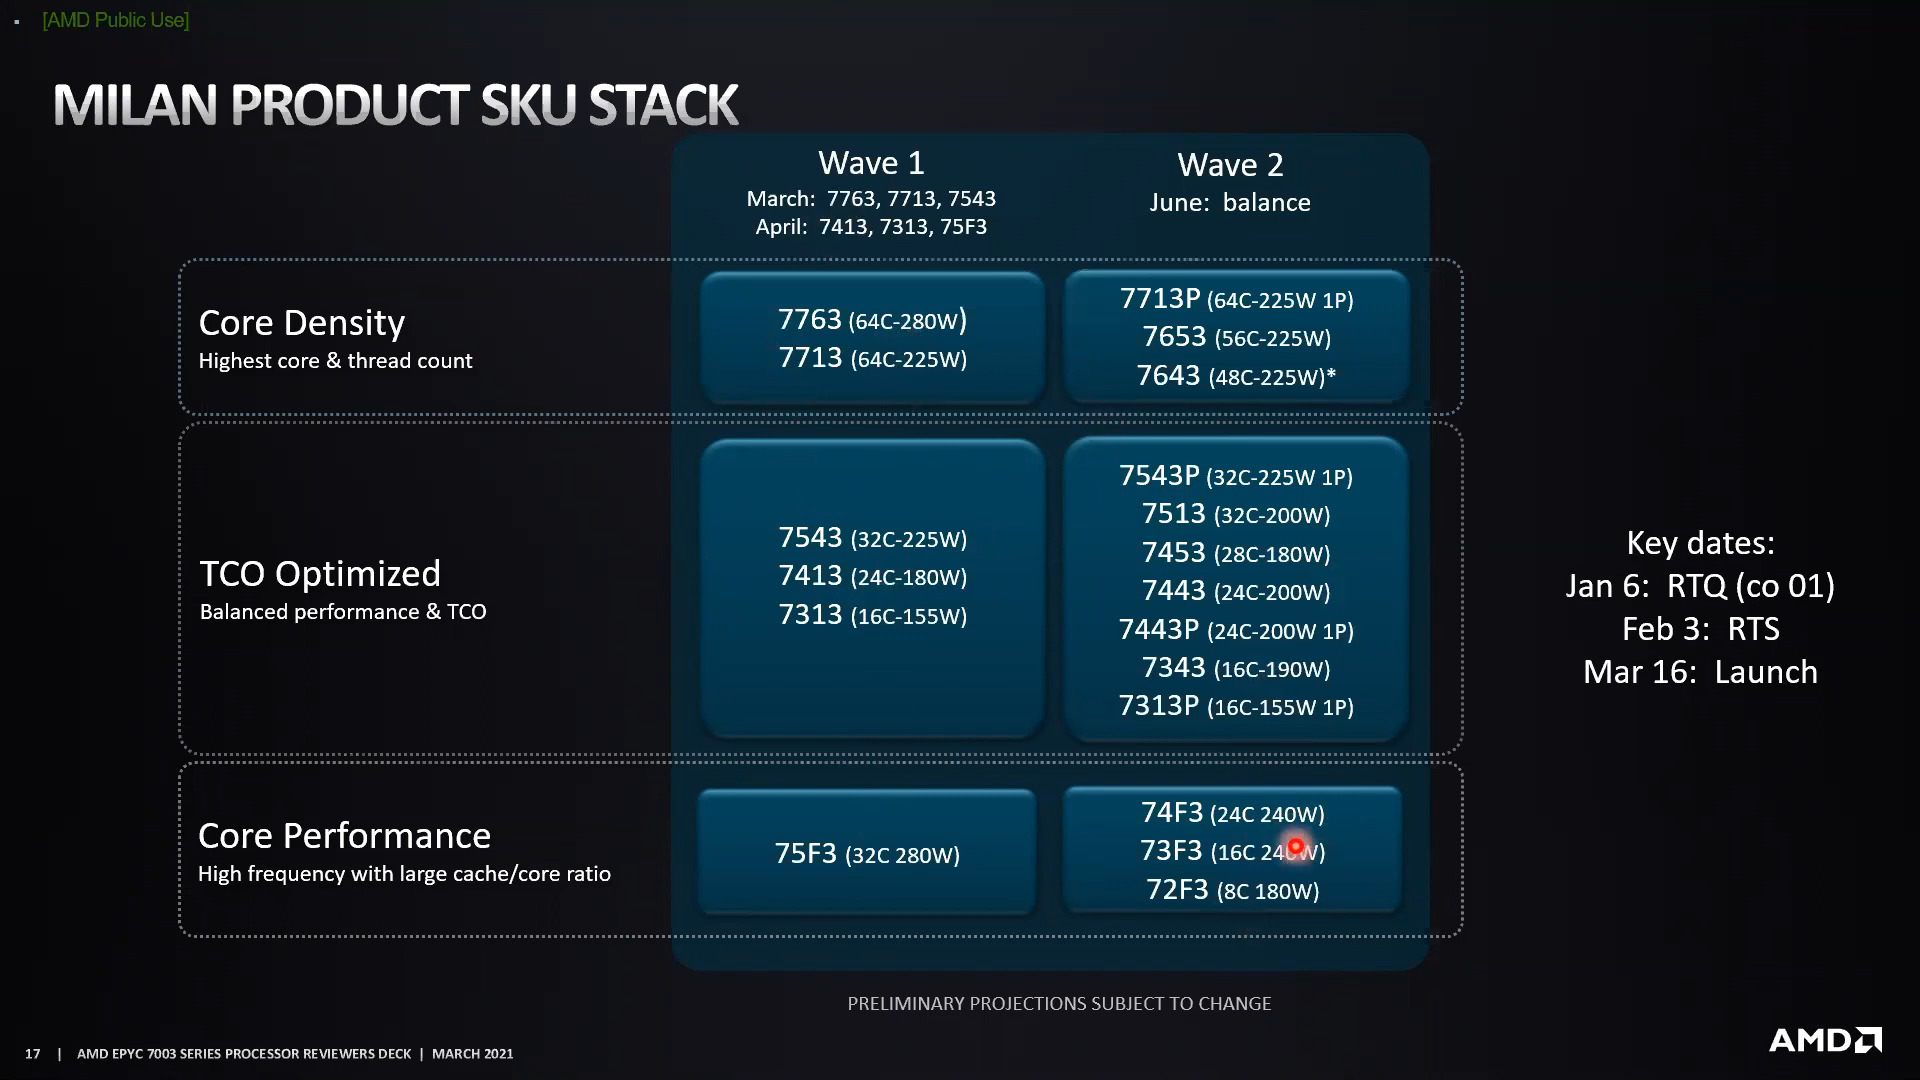 [AMD Public Use]
MILAN PRODUCT SKU STACK
Wave 1
March: 7763, 7713, 7543
April: 7413, 7313, 75F3
Wave 2
June: balance
Core Density
Highest core & thread count
7763 (64C-280W)
7713 (64C-225W)
7713P (64C-225W 1P)
7653 (56C-225W)
7643 (48C-225W)*
TCO Optimized
Balanced performance & TCO
7543 (32C-225W)
7413 (24C-180W)
7313 (16C-155W)
7543P (32C-225W 1P)
7513 (32C-200W)
7453 (28C-180W)
7443 (24C-200W)
7443P (24C-200W 1P)
7343 (16C-190W)
7313P (16C-155W 1P)
Core Performance
High frequency with large cache/core ratio
75F3 (32C 280W)
74F3 (24C 240W)
73F3 (16C 240W)
72F3 (8C 180W)
Key dates:
Jan 6: RTQ (co 01)
Feb 3: RTS
Mar 16: Launch
PRELIMINARY PROJECTIONS SUBJECT TO CHANGE
17 | AMD EPYC 7003 SERIES PROCESSOR REVIEWERS DECK | MARCH 2021
AMD